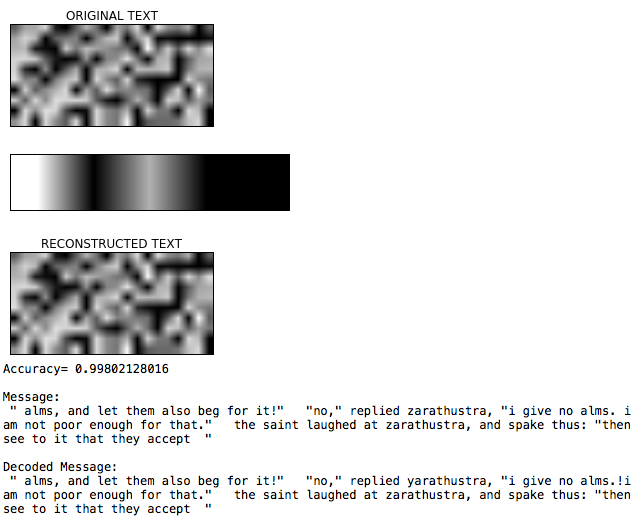 ORIGINAL TEXT
RECONSTRUCTED TEXT
Accuracy= 0.99802128016
Message:
" alms, and let them also beg for it!"   "no," replied zarathustra, "i give no alms. i
am not poor enough for that."   the saint laughed at zarathustra, and spake thus: "then
see to it that they accept  "
Decoded Message:
" alms, and let them also beg for it!"   "no," replied yarathustra, "i give no alms.!i
am not poor enough for that."   the saint laughed at zarathustra, and spake thus: "then
see to it that they accept  "